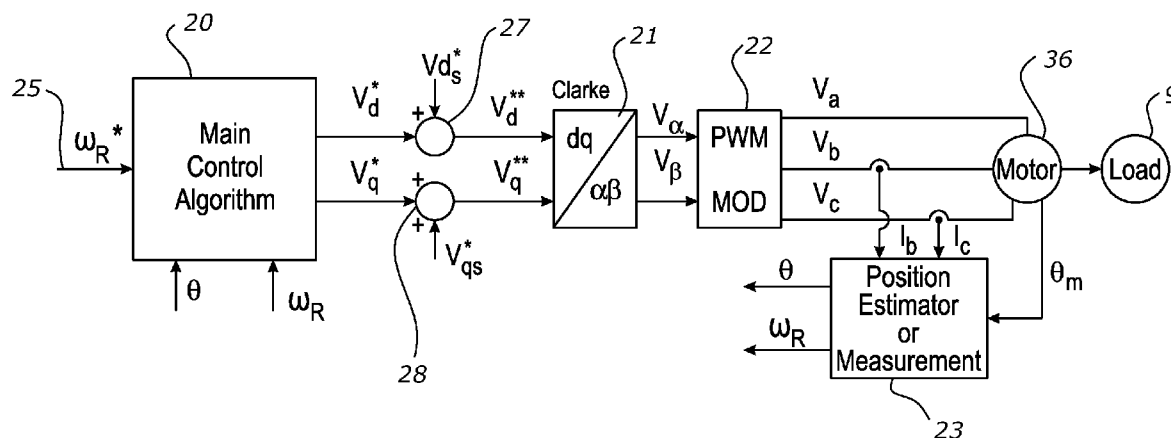 20
27
21
22
36
9
25
Vd_s^*
Clarke
V_a
ω_R^*
Main
Control
Algorithm
V_d^*
+
V_d^**
dq
V_α
PWM
V_b
Motor
Load
V_q^*
+
V_q^**
αβ
V_β
MOD
V_c
+
V_qs^*
I_b
I_c
θ_m
θ
ω_R
28
θ
ω_R
Position
Estimator
or
Measurement
23